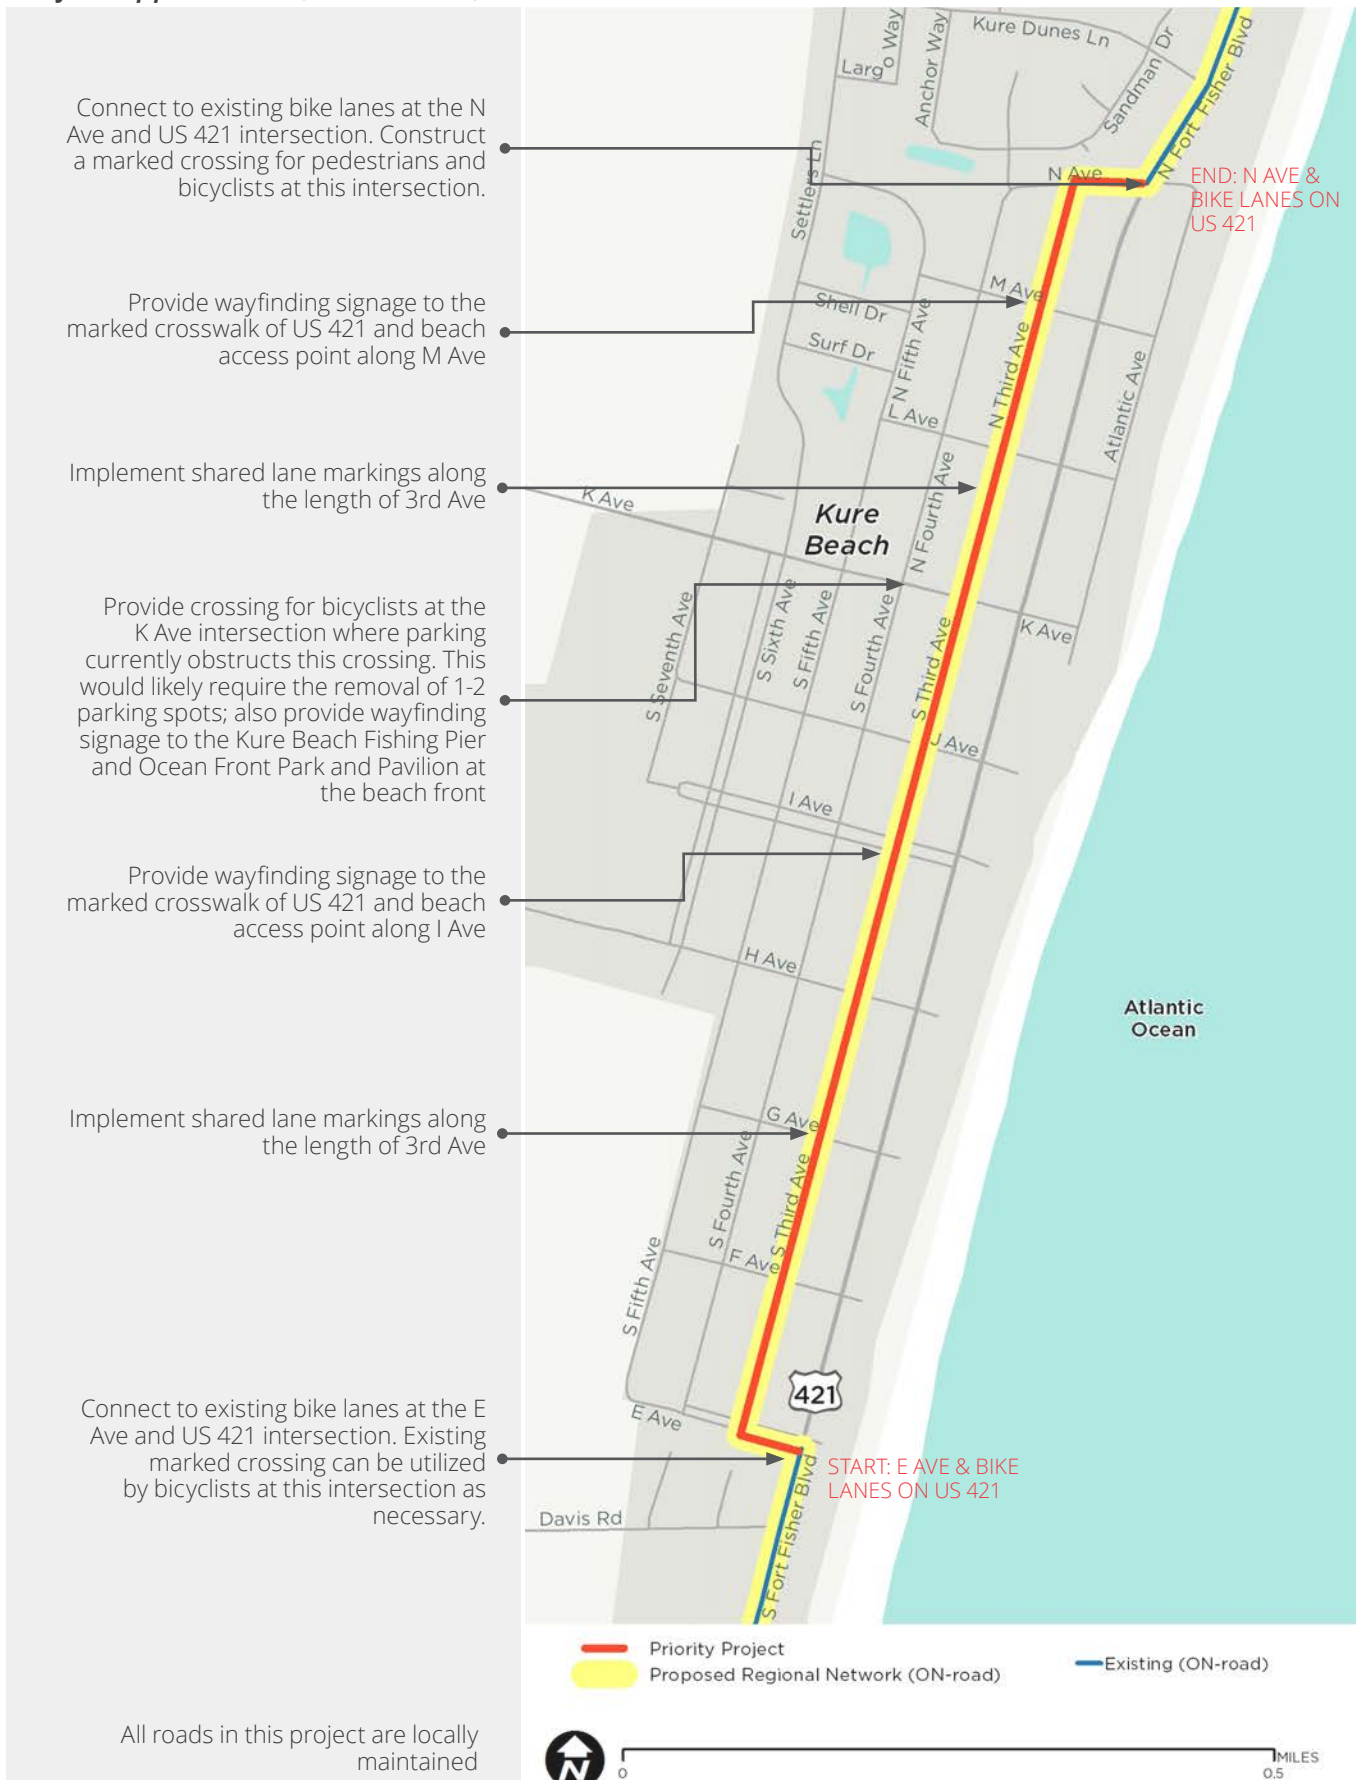 Connect to existing bike lanes at the N
Ave and US 421 intersection. Construct
a marked crossing for pedestrians and
bicyclists at this intersection.
Provide wayfinding signage to the
marked crosswalk of US 421 and beach
access point along M Ave
Implement shared lane markings along
the length of 3rd Ave
Provide crossing for bicyclists at the
K Ave intersection where parking
currently obstructs this crossing. This
would likely require the removal of 1-2
parking spots; also provide wayfinding
signage to the Kure Beach Fishing Pier
and Ocean Front Park and Pavilion at
the beach front
Provide wayfinding signage to the
marked crosswalk of US 421 and beach
access point along I Ave
Implement shared lane markings along
the length of 3rd Ave
Connect to existing bike lanes at the E
Ave and US 421 intersection. Existing
marked crossing can be utilized
by bicyclists at this intersection as
necessary.
All roads in this project are locally
maintained
Largo Way
Anchor Way
Kure Dunes Ln
Sandman Dr
N Fort Fisher Blvd
Settlers Ln
N Ave
END: N AVE &
BIKE LANES ON
US 421
M Ave
Shell Dr
Surf Dr
N Fifth Ave
N Third Ave
L Ave
Atlantic Ave
N Fourth Ave
K Ave
Kure
Beach
K Ave
S Seventh Ave
S Sixth Ave
S Fifth Ave
S Fourth Ave
S Third Ave
J Ave
I Ave
H Ave
Atlantic
Ocean
G Ave
S Fourth Ave
S Third Ave
F Ave
S Fifth Ave
421
E Ave
START: E AVE & BIKE
LANES ON US 421
Davis Rd
S Fort Fisher Blvd
Priority Project
Proposed Regional Network (ON-road)
Existing (ON-road)
N
0
0.5
MILES